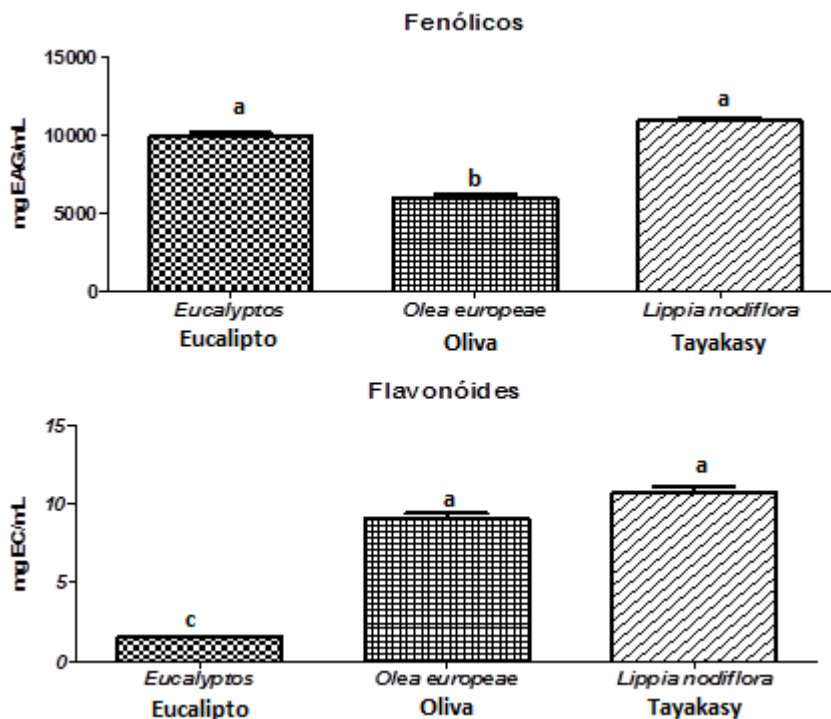 Fenólicos
15000
10000
5000
0
mg EAG/mL
a
b
a
Eucalyptos
Olea europeae
Lippia nodiflora
Eucalipto
Oliva
Tayakasy
Flavonóides
15
10
5
0
mg EC/mL
c
a
a
Eucalyptos
Olea europeae
Lippia nodiflora
Eucalipto
Oliva
Tayakasy